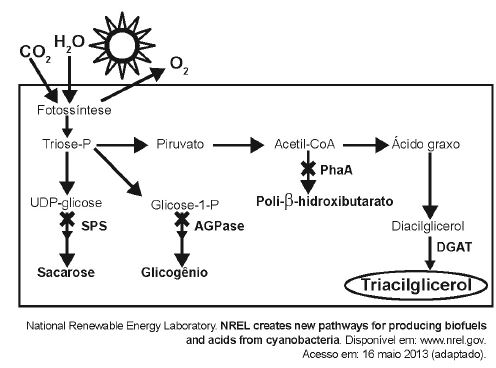 CO₂ H₂O
O₂
Fotossíntese
Triose-P Piruvato Acetil-CoA Ácido graxo
PhaA
UDP-glicose Glicose-1-P Poli-β-hidroxibutarato
SPS AGPase Diacilglicerol
DGAT
Sacarose Glicogênio Triacilglicerol
National Renewable Energy Laboratory. NREL creates new pathways for producing biofuels
and acids from cyanobacteria. Disponível em: www.nrel.gov.
Acesso em: 16 maio 2013 (adaptado).